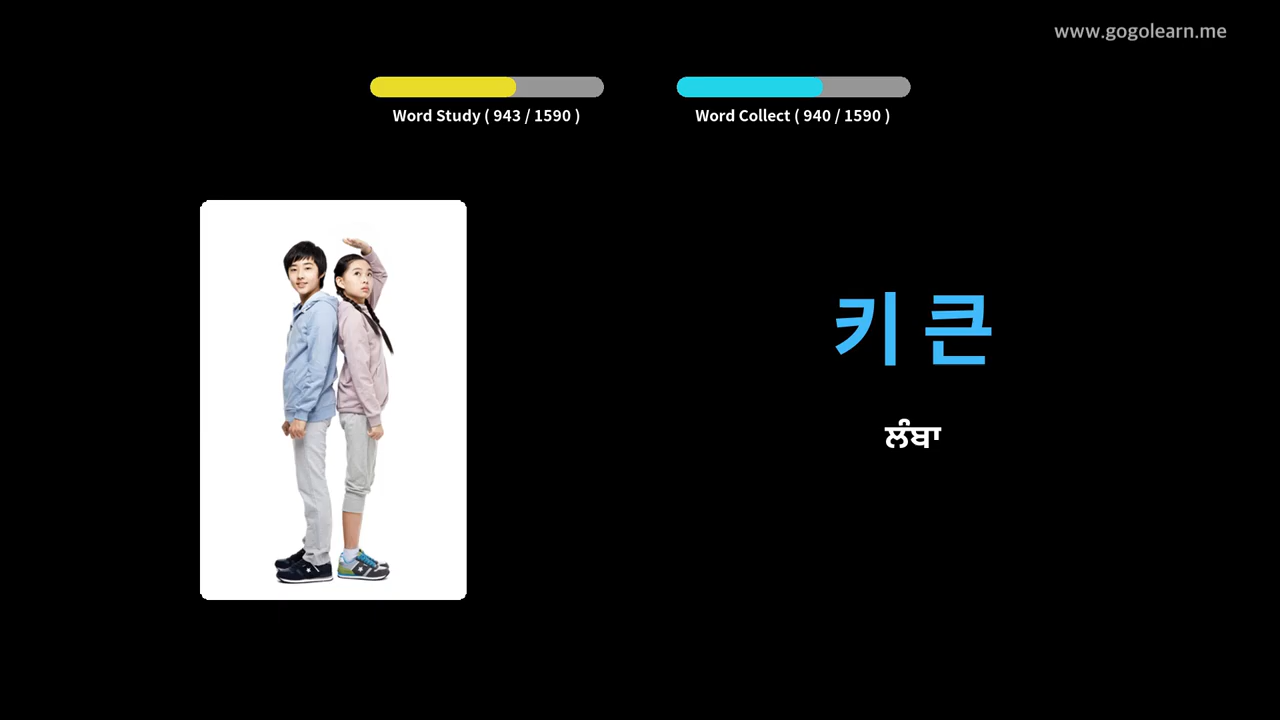 www.gogolearn.me
Word Study ( 943 / 1590 )
Word Collect ( 940 / 1590 )
키 큰
ਲੰਬਾ